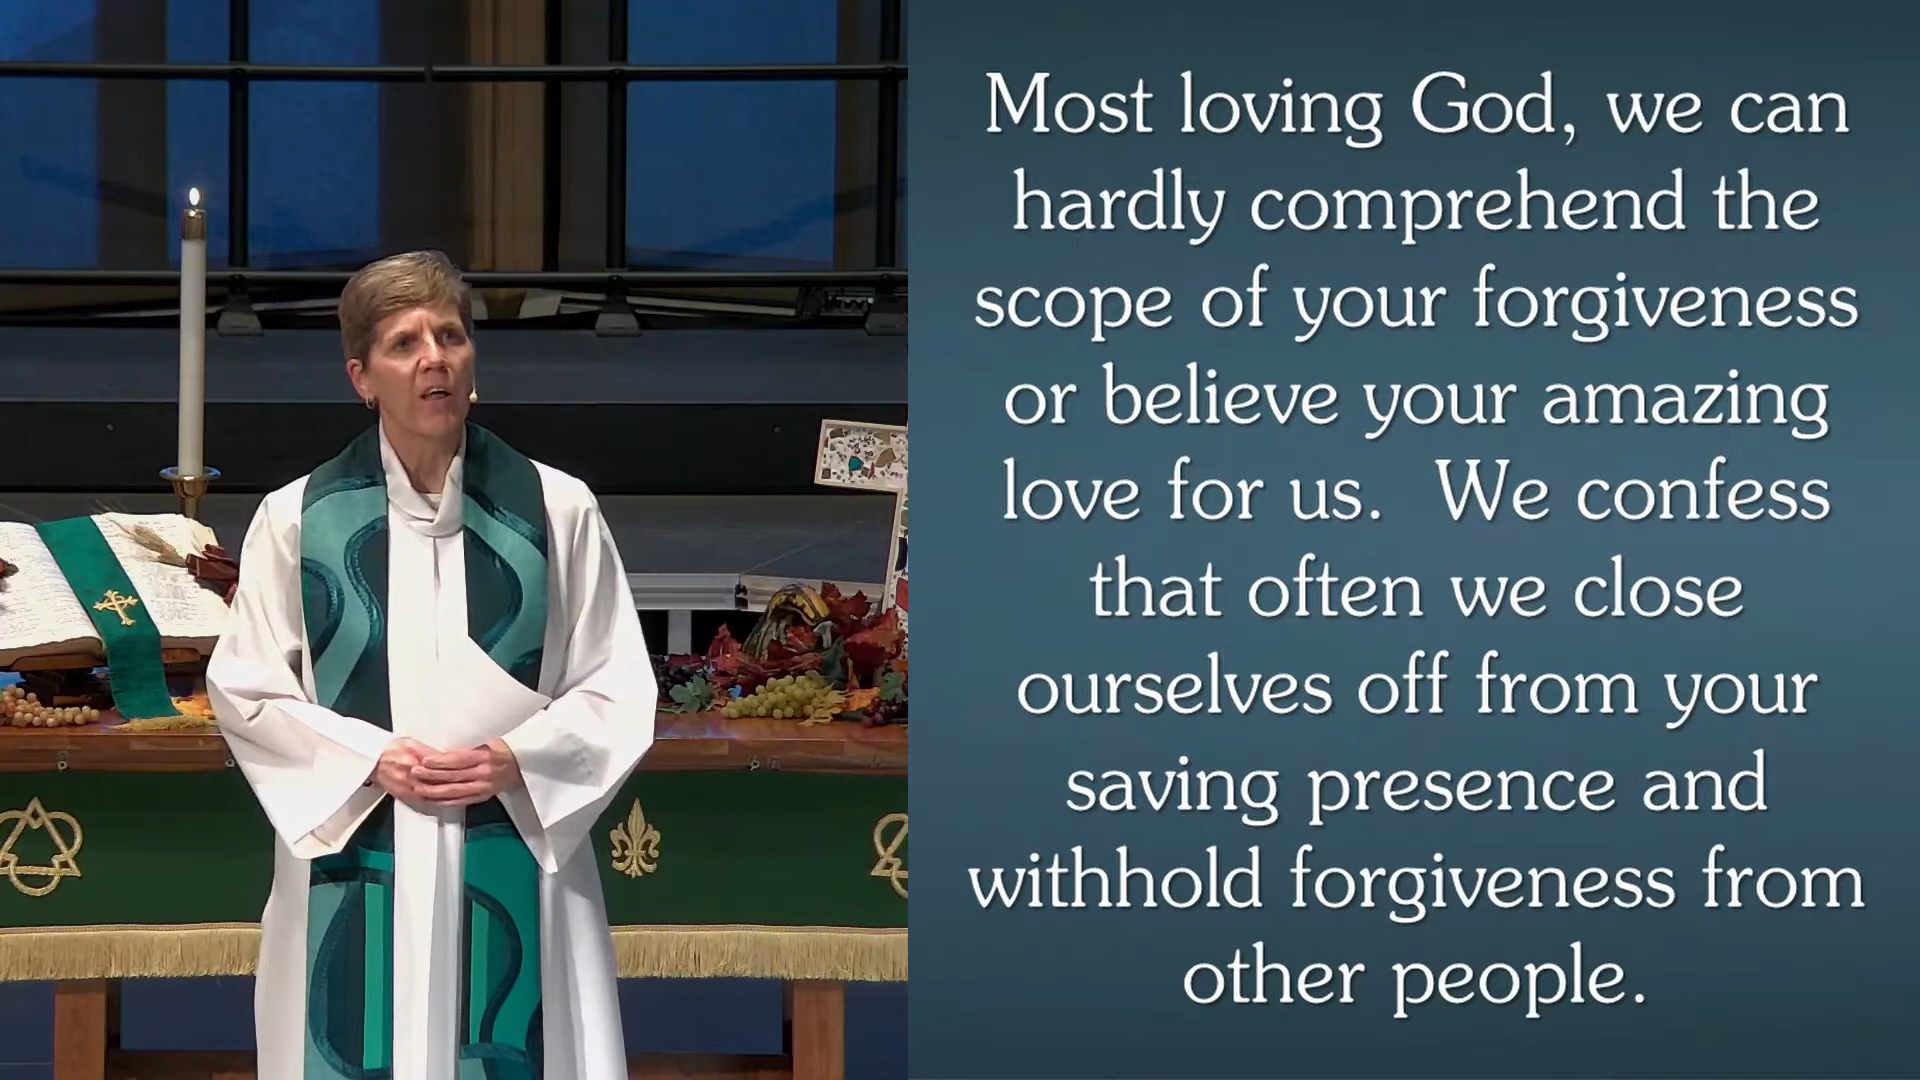 Most loving God, we can
hardly comprehend the
scope of your forgiveness
or believe your amazing
love for us.  We confess
that often we close
ourselves off from your
saving presence and
withhold forgiveness from
other people.